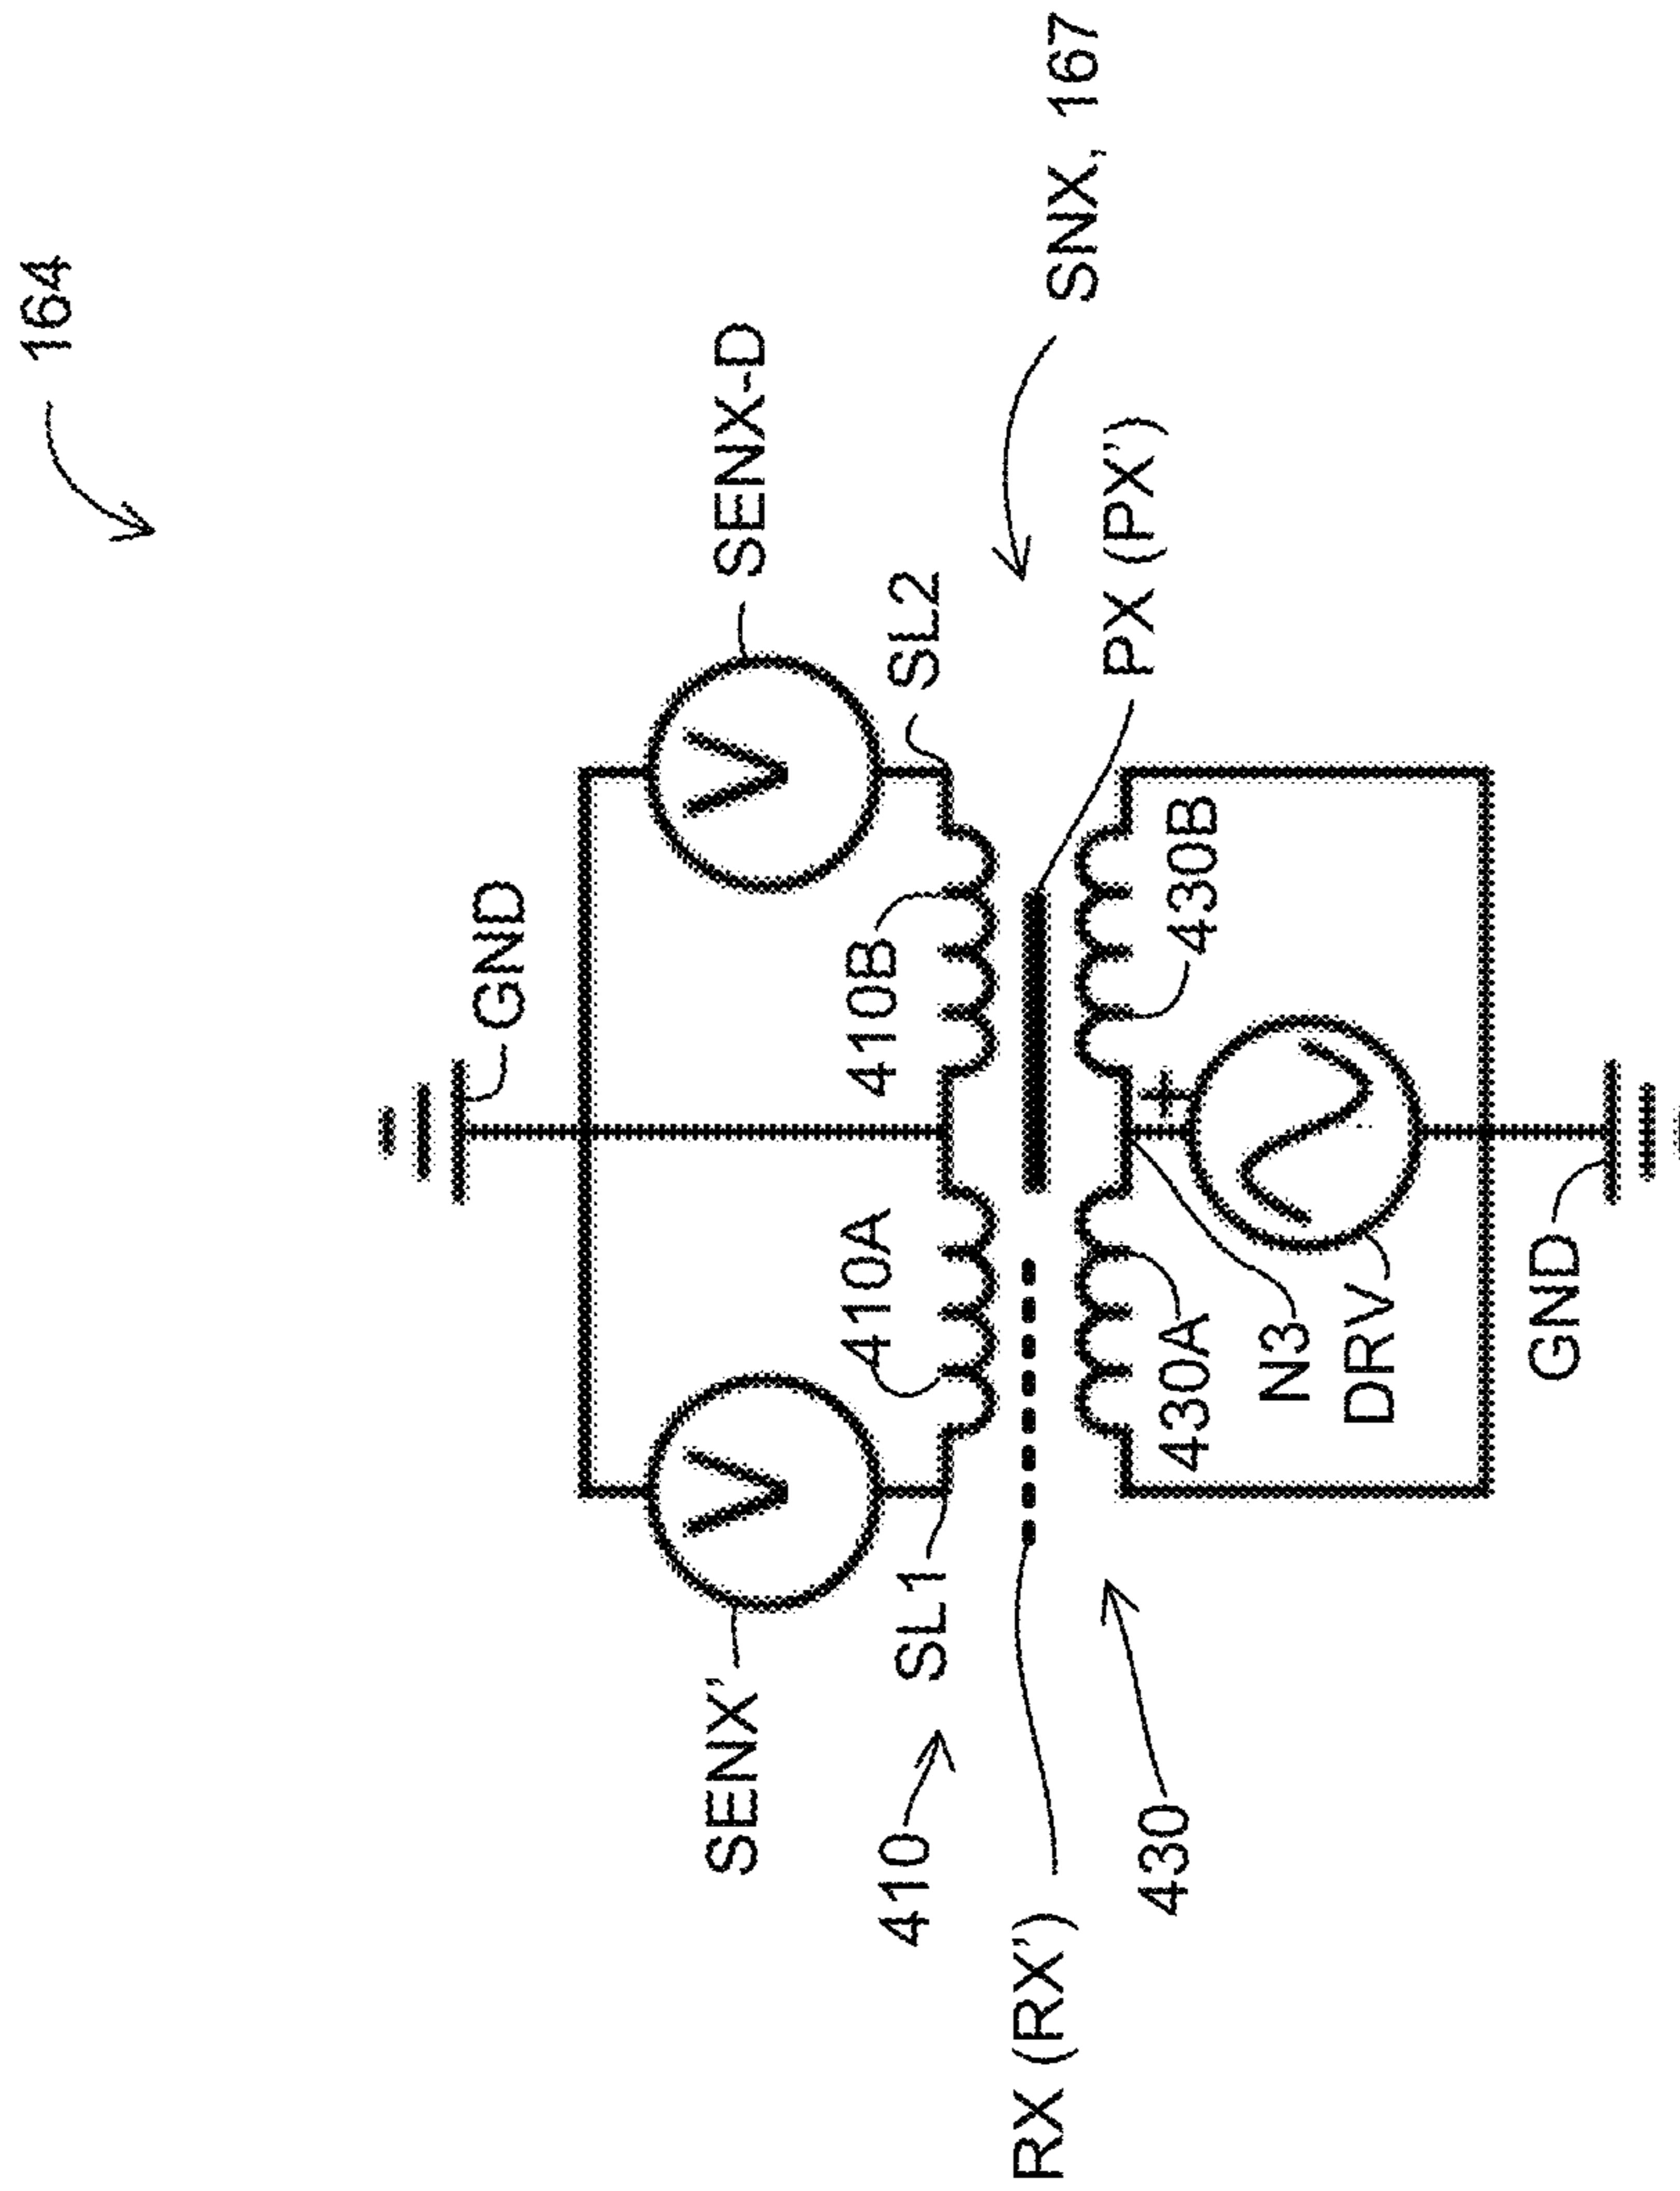 164
GND
SENX'
SENX-D
410
SL1
410A
410B
SL2
RX (RX')
PX (PX')
SNX, 167
430
430A
430B
N3
+
DRV
GND
V
V